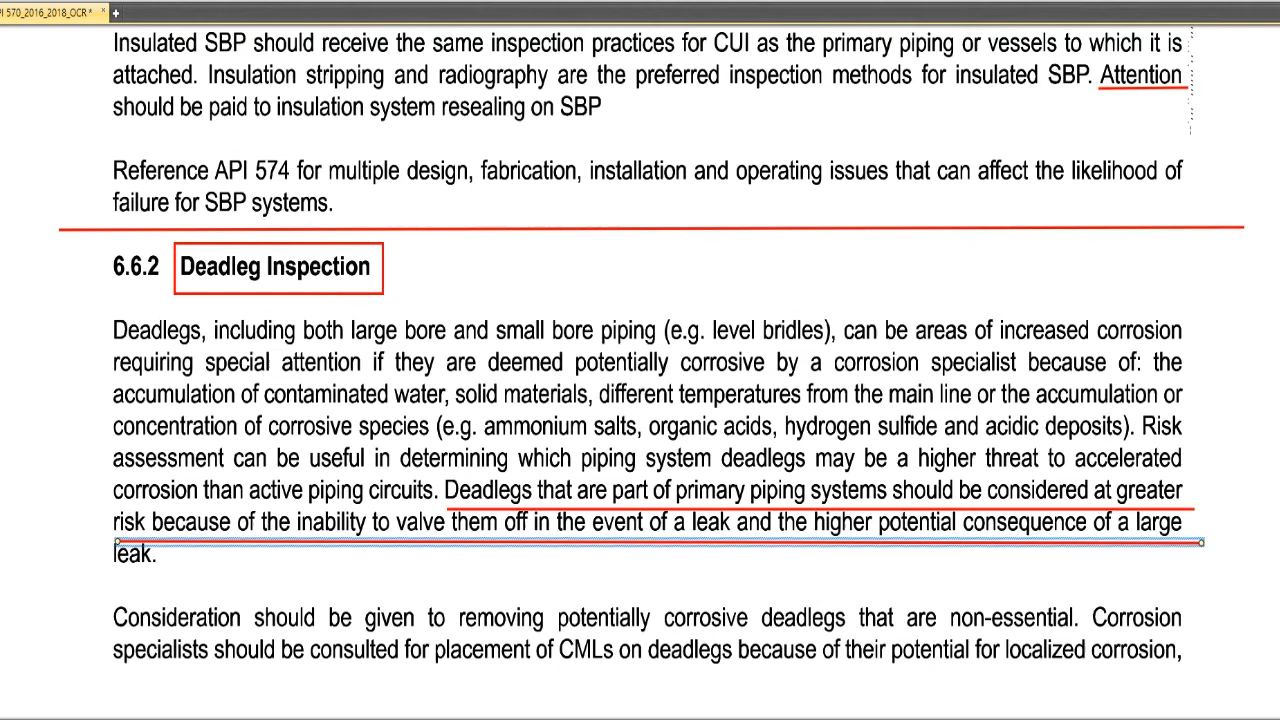 PI 570_2016_2018_OCR *
Insulated SBP should receive the same inspection practices for CUI as the primary piping or vessels to which it is
attached. Insulation stripping and radiography are the preferred inspection methods for insulated SBP. Attention
should be paid to insulation system resealing on SBP
Reference API 574 for multiple design, fabrication, installation and operating issues that can affect the likelihood of
failure for SBP systems.
6.6.2 Deadleg Inspection
Deadlegs, including both large bore and small bore piping (e.g. level bridles), can be areas of increased corrosion
requiring special attention if they are deemed potentially corrosive by a corrosion specialist because of: the
accumulation of contaminated water, solid materials, different temperatures from the main line or the accumulation or
concentration of corrosive species (e.g. ammonium salts, organic acids, hydrogen sulfide and acidic deposits). Risk
assessment can be useful in determining which piping system deadlegs may be a higher threat to accelerated
corrosion than active piping circuits. Deadlegs that are part of primary piping systems should be considered at greater
risk because of the inability to valve them off in the event of a leak and the higher potential consequence of a large
leak.
Consideration should be given to removing potentially corrosive deadlegs that are non-essential. Corrosion
specialists should be consulted for placement of CMLs on deadlegs because of their potential for localized corrosion,